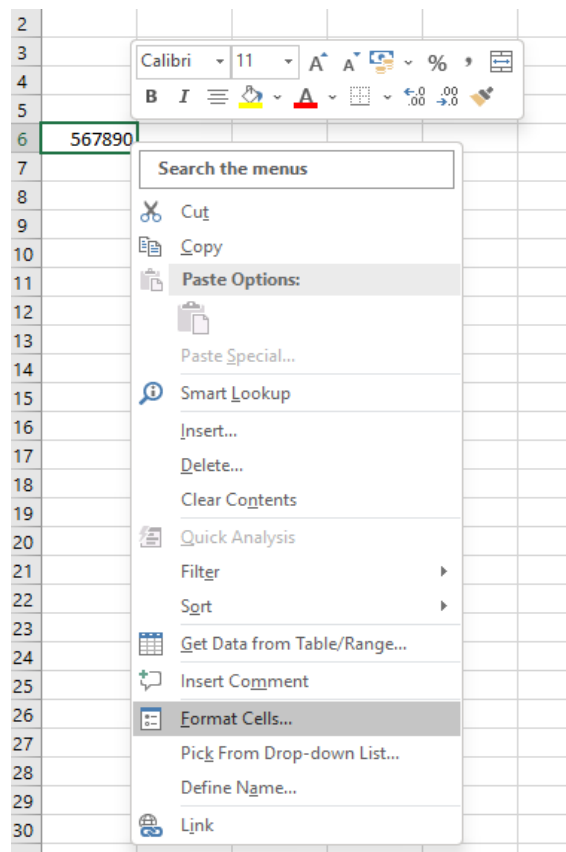 2
3
4
5
6 567890
7
8
9
10
11
12
13
14
15
16
17
18
19
20
21
22
23
24
25
26
27
28
29
30
Calibri 11 A A % ,
B I A .00 .00
Search the menus
Cut
Copy
Paste Options:
Paste Special...
Smart Lookup
Insert...
Delete...
Clear Contents
Quick Analysis
Filter
Sort
Get Data from Table/Range...
Insert Comment
Format Cells...
Pick From Drop-down List...
Define Name...
Link